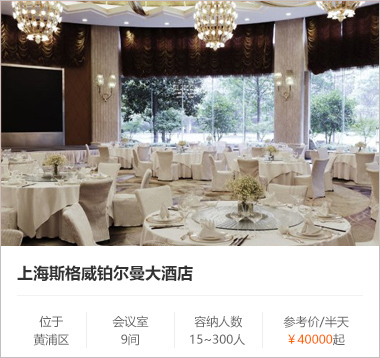 上海斯格威铂尔曼大酒店
位于 会议室 容纳人数 参考价/半天
黄浦区 9间 15~300人 ￥40000起